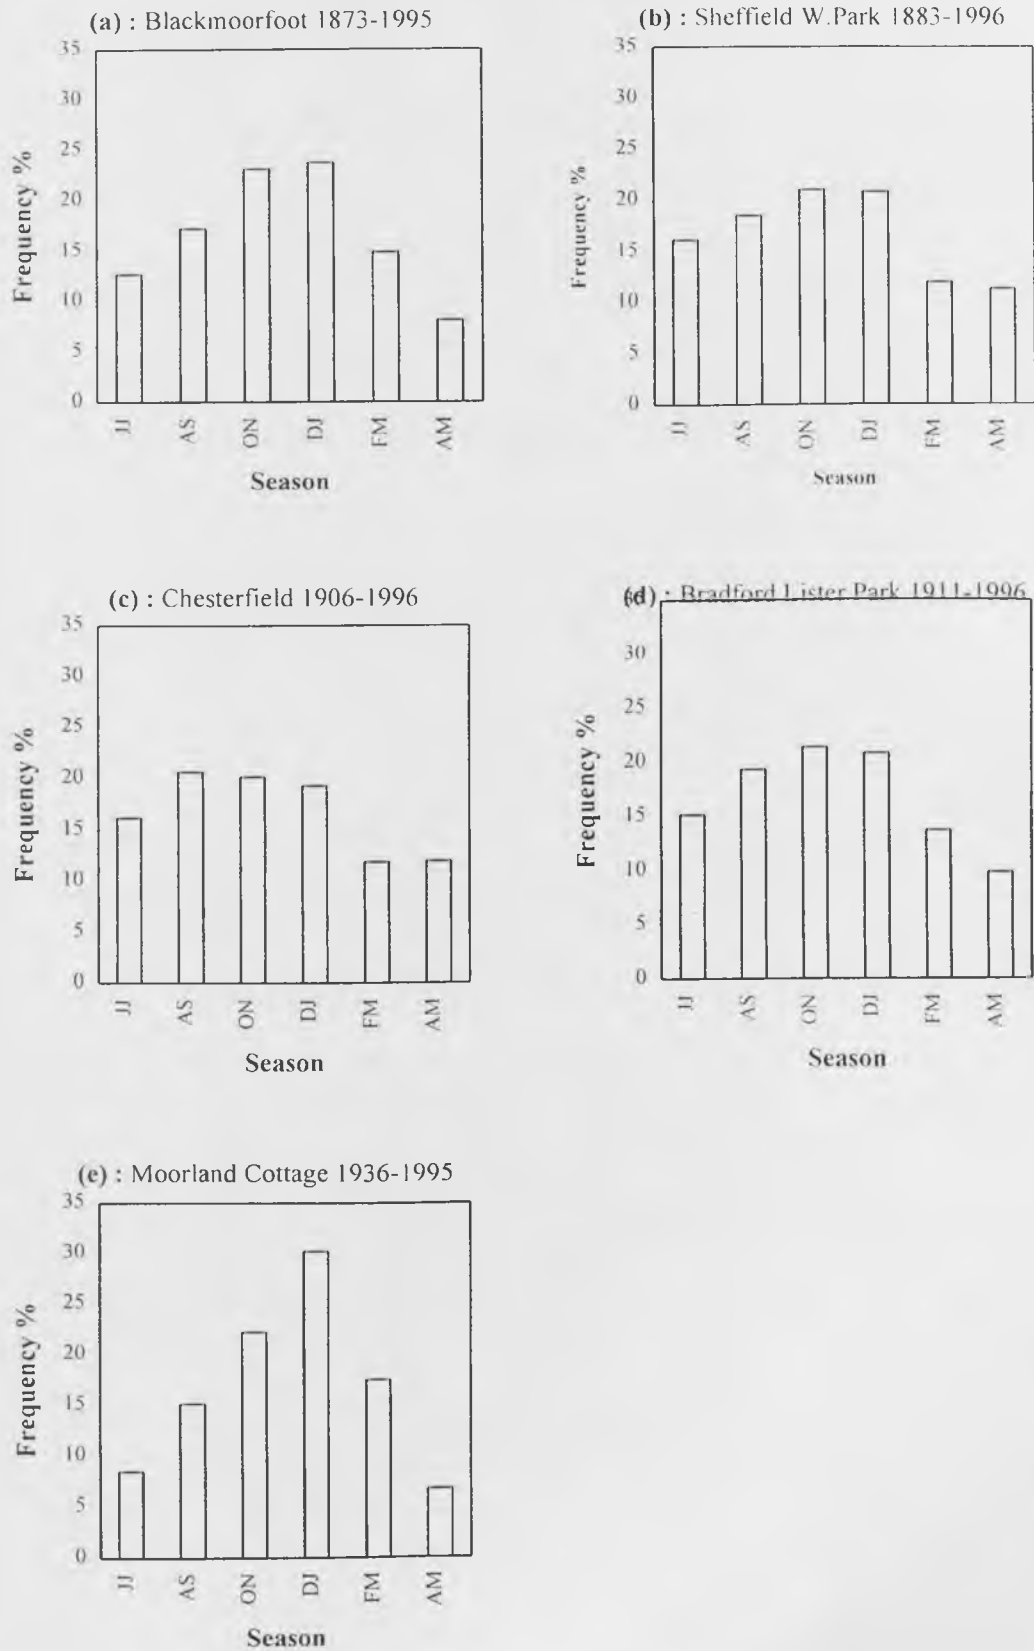 (a) : Blackmoorfoot 1873-1995
35
30
25
20
15
10
5
0
Frequency %
JJ
AS
ON
DJ
FM
AM
Season
(b) : Sheffield W.Park 1883-1996
35
30
25
20
15
10
5
0
Frequency %
JJ
AS
ON
DJ
FM
AM
Season
(c) : Chesterfield 1906-1996
35
30
25
20
15
10
5
0
Frequency %
JJ
AS
ON
DJ
FM
AM
Season
(d) : Bradford Lister Park 1911-1996
30
25
20
15
10
5
0
Frequency %
JJ
AS
ON
DJ
FM
AM
Season
(e) : Moorland Cottage 1936-1995
35
30
25
20
15
10
5
0
Frequency %
JJ
AS
ON
DJ
FM
AM
Season